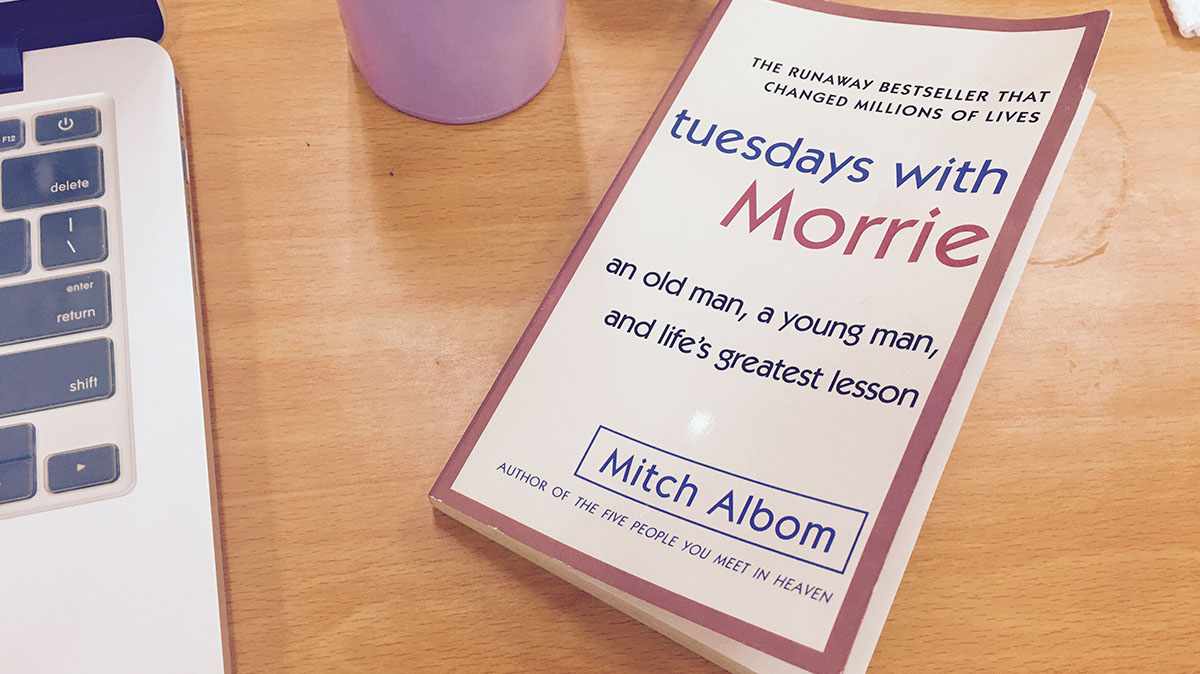 F12
delete
|
\
enter
return
shift
THE RUNAWAY BESTSELLER THAT
CHANGED MILLIONS OF LIVES
tuesdays with
Morrie
an old man, a young man,
and life's greatest lesson
Mitch Albom
AUTHOR OF THE FIVE PEOPLE YOU MEET IN HEAVEN